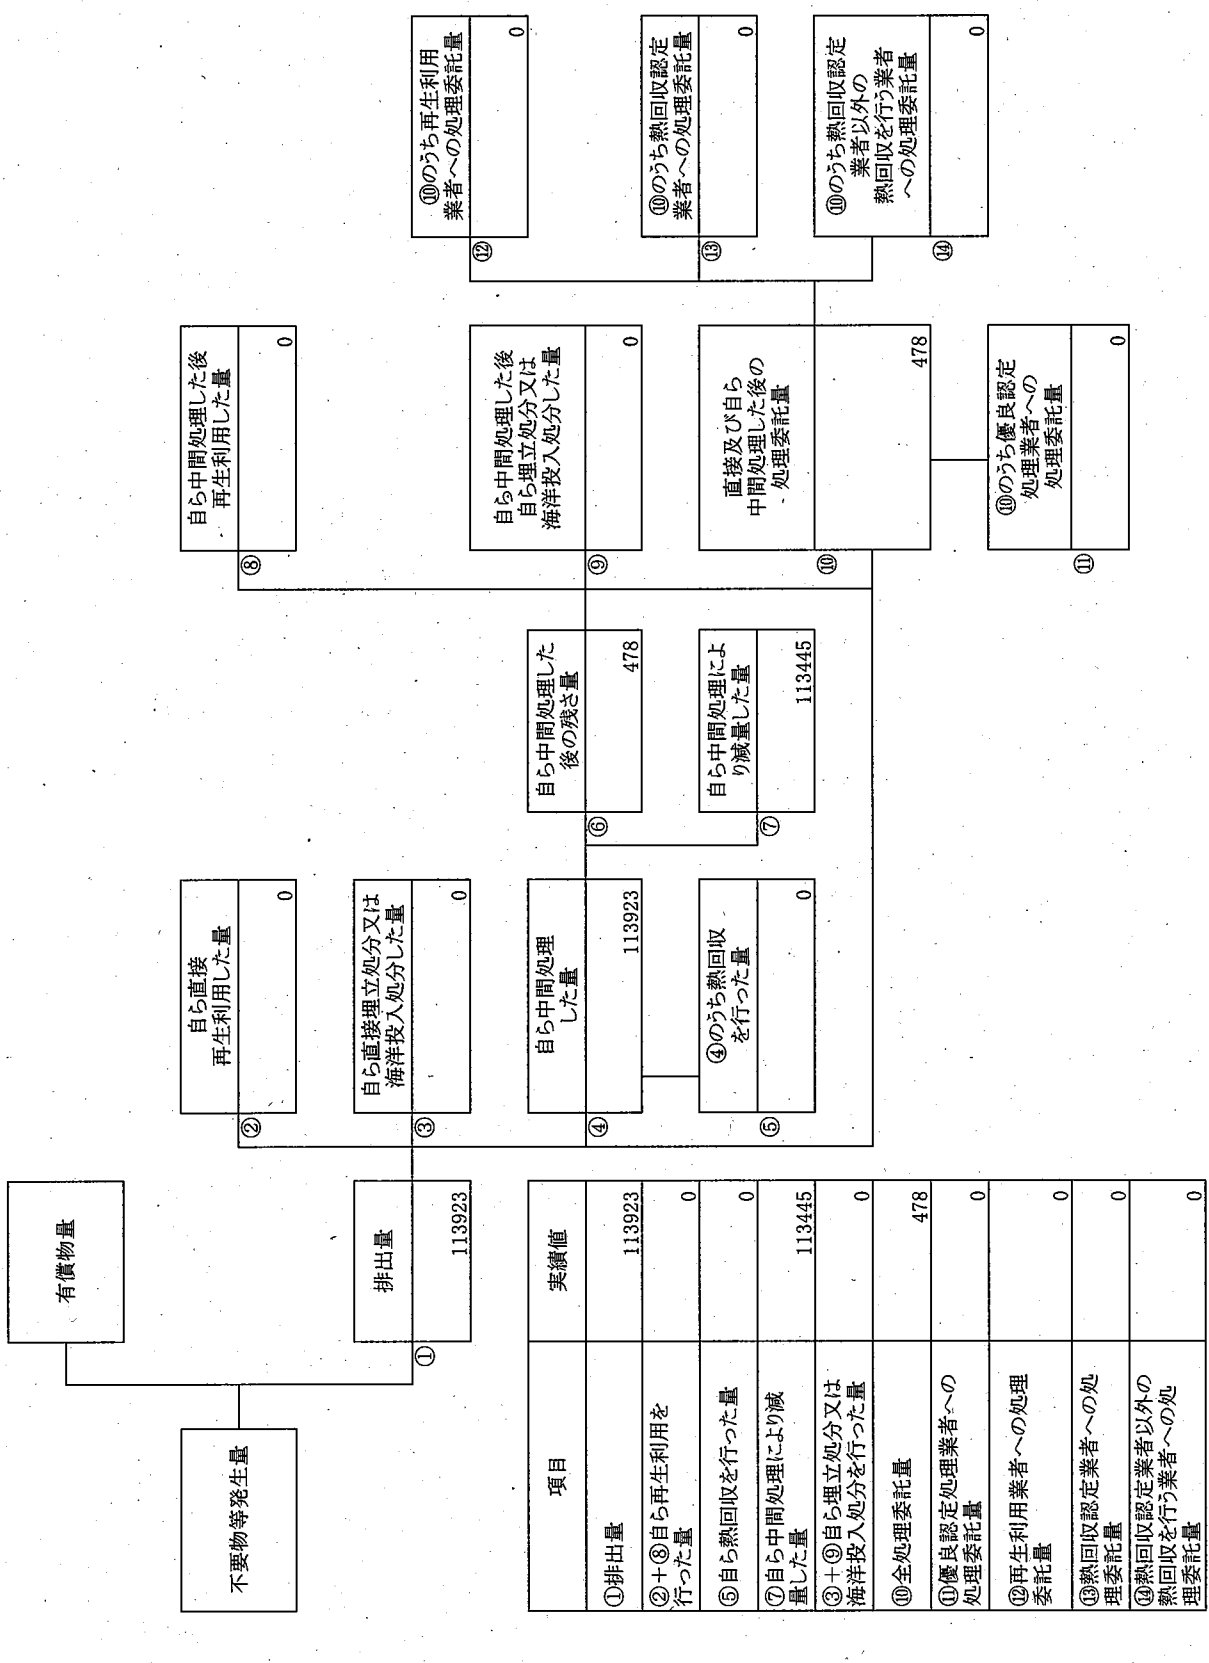 有償物量
不要物等発生量
排出量
①
113923
自ら直接
再生利用した量
②
0
自ら直接埋立処分又は
海洋投入処分した量
③
0
自ら中間処理
した量
④
113923
④のうち熱回収
を行った量
⑤
0
自ら中間処理した
後の残さ量
⑥
478
自ら中間処理によ
り減量した量
⑦
113445
自ら中間処理した後
再生利用した量
⑧
0
自ら中間処理した後
自ら埋立処分又は
海洋投入処分した量
⑨
0
直接及び自ら
中間処理した後の
処理委託量
⑩
478
⑩のうち優良認定
処理業者への
処理委託量
⑪
0
⑩のうち再生利用
業者への処理委託量
⑫
0
⑩のうち熱回収認定
業者への処理委託量
⑬
0
⑩のうち熱回収認定
業者以外の
熱回収を行う業者
への処理委託量
⑭
0
項目
実績値
①排出量
113923
②+⑧自ら再生利用を
行った量
0
⑤自ら熱回収を行った量
0
⑦自ら中間処理により減
量した量
113445
③+⑨自ら埋立処分又は
海洋投入処分を行った量
0
⑩全処理委託量
478
⑪優良認定処理業者への
処理委託量
0
⑫再生利用業者への処理
委託量
0
⑬熱回収認定業者への処
理委託量
0
⑭熱回収認定業者以外の
熱回収を行う業者への処
理委託量
0